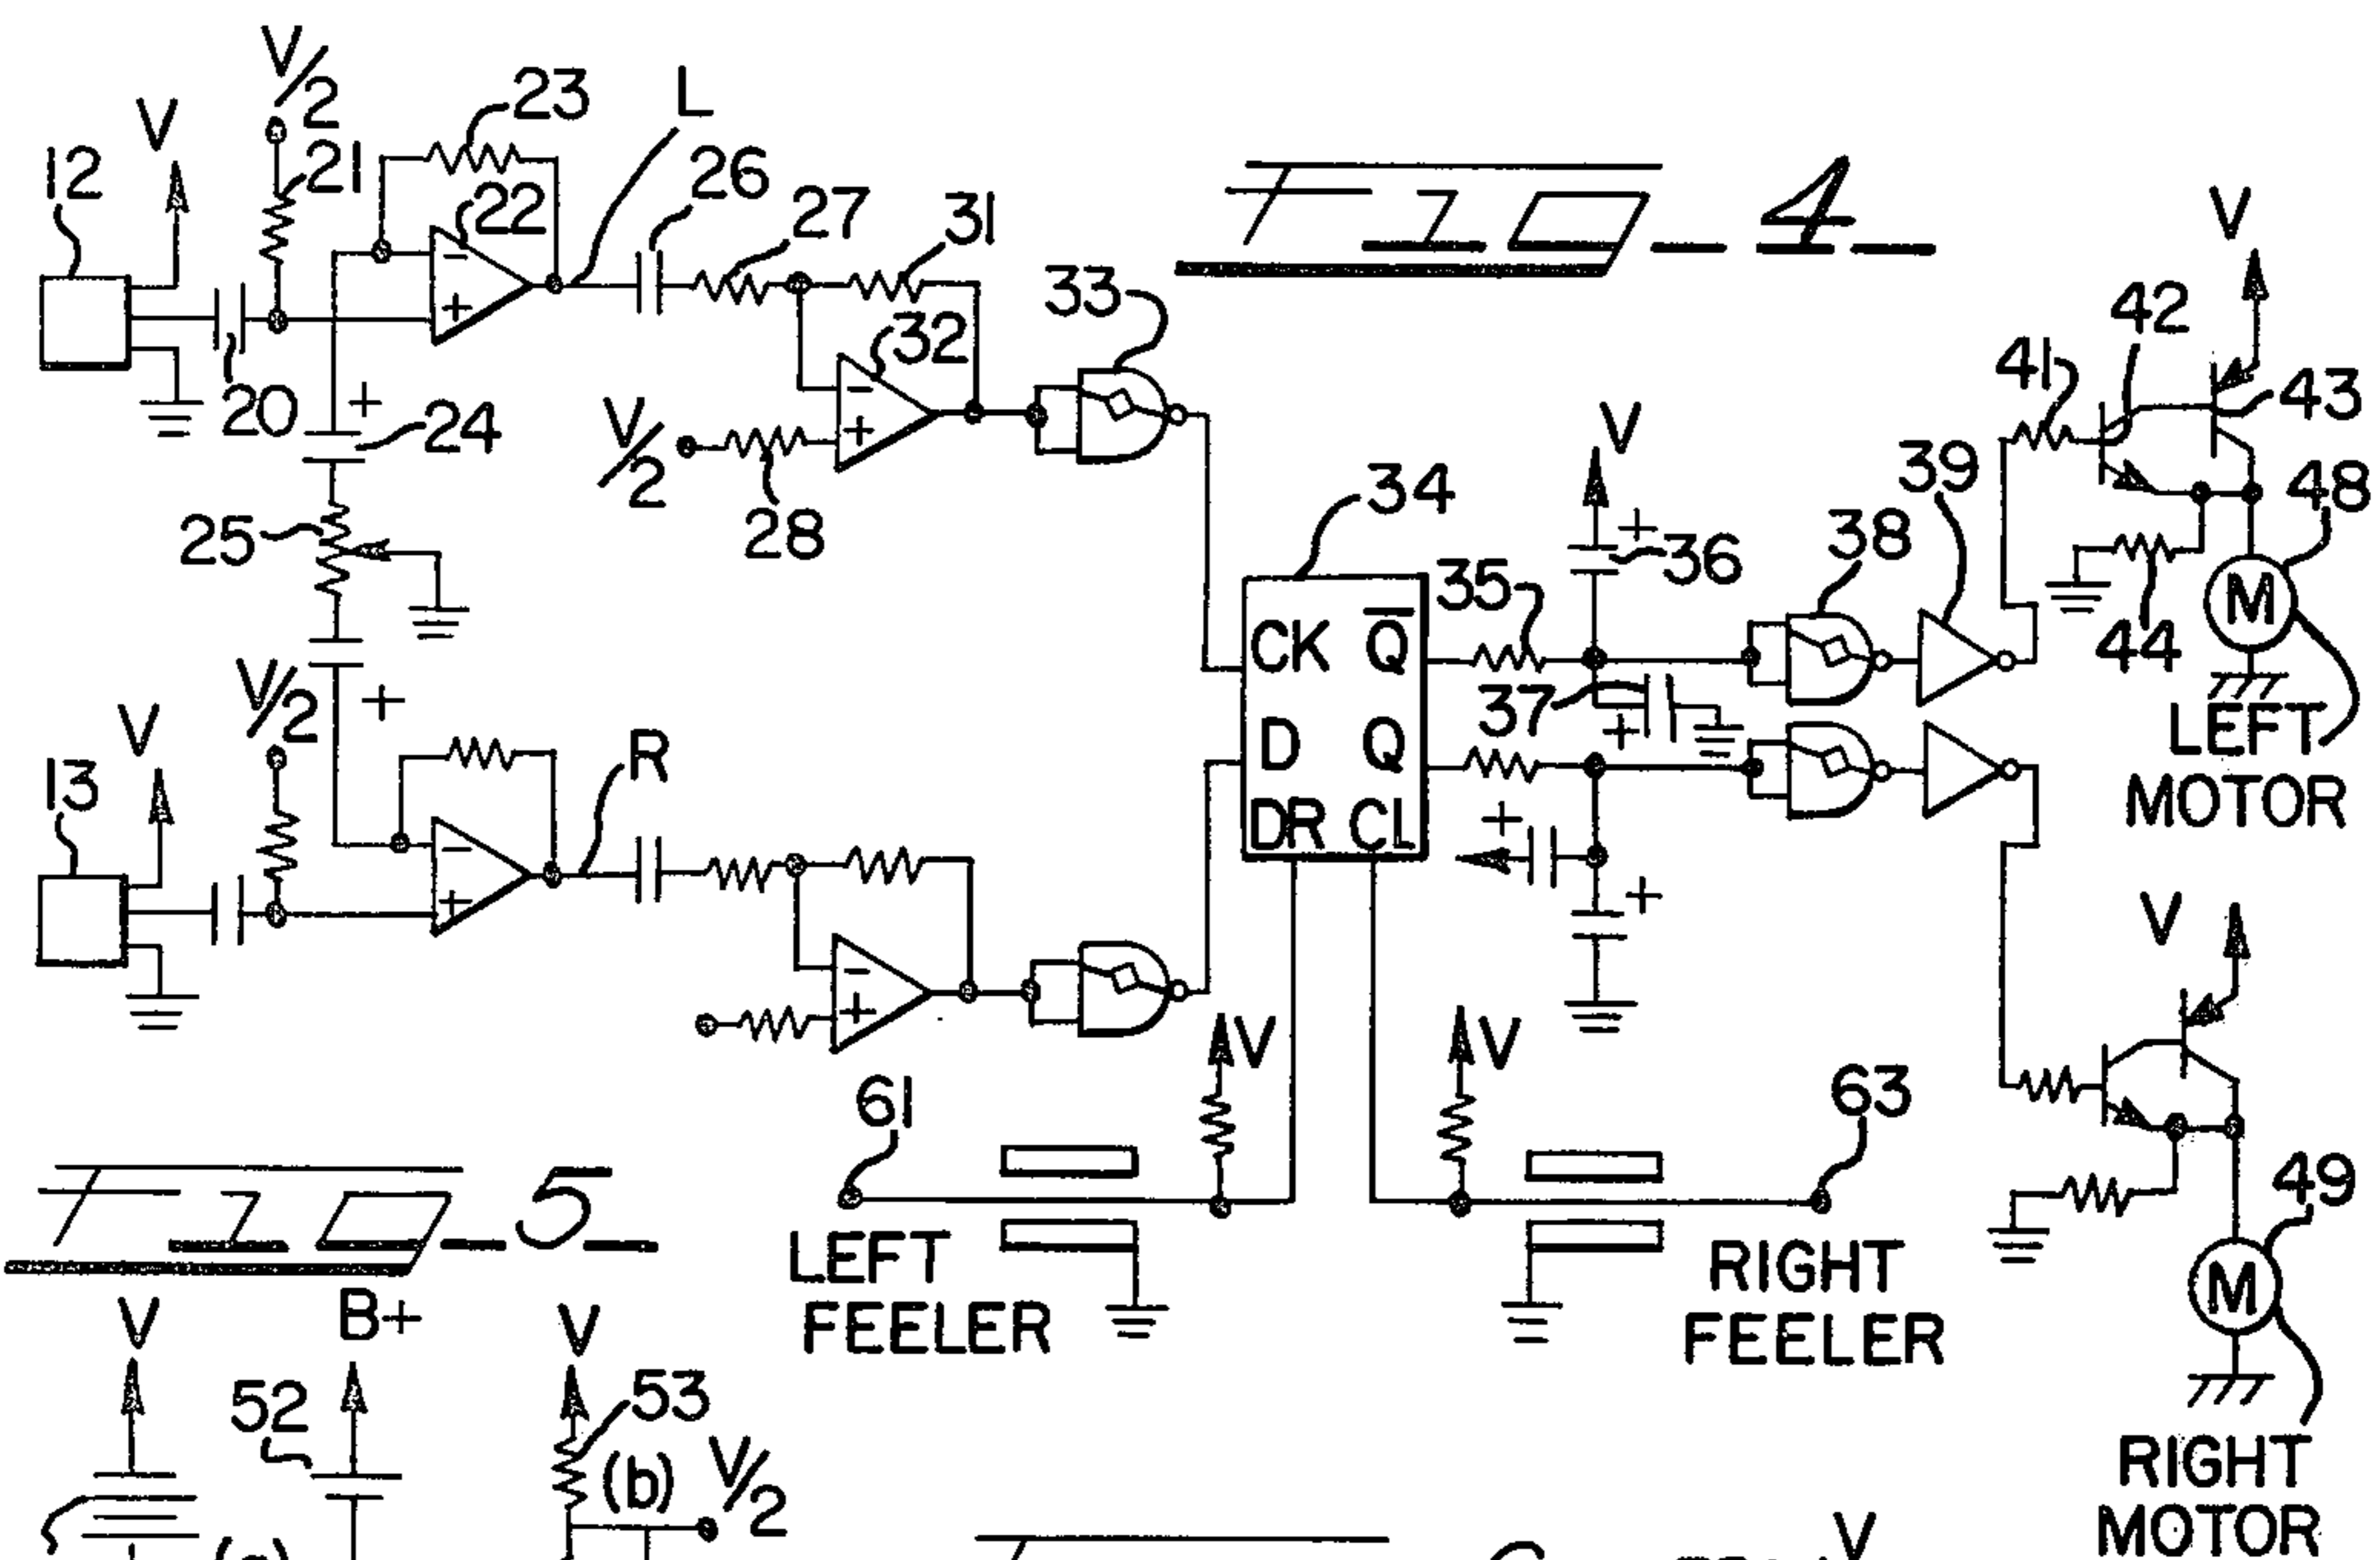 FIG_4_
V/2
V
12
21
23
22
L
26
27
31
20
+
24
-
+
32
33
-
+
V/2
28
25
34
V
+
36
35
37
+
38
39
41
42
V
43
48
44
M
LEFT
MOTOR
CK Q̅
D Q
DR CL
V/2
+
V
13
R
-
+
-
+
+
+
V
V
61
63
LEFT
FEELER
RIGHT
FEELER
V
49
M
RIGHT
MOTOR
FIG_5_
V
B+
52
V
53
(b)
V/2
V